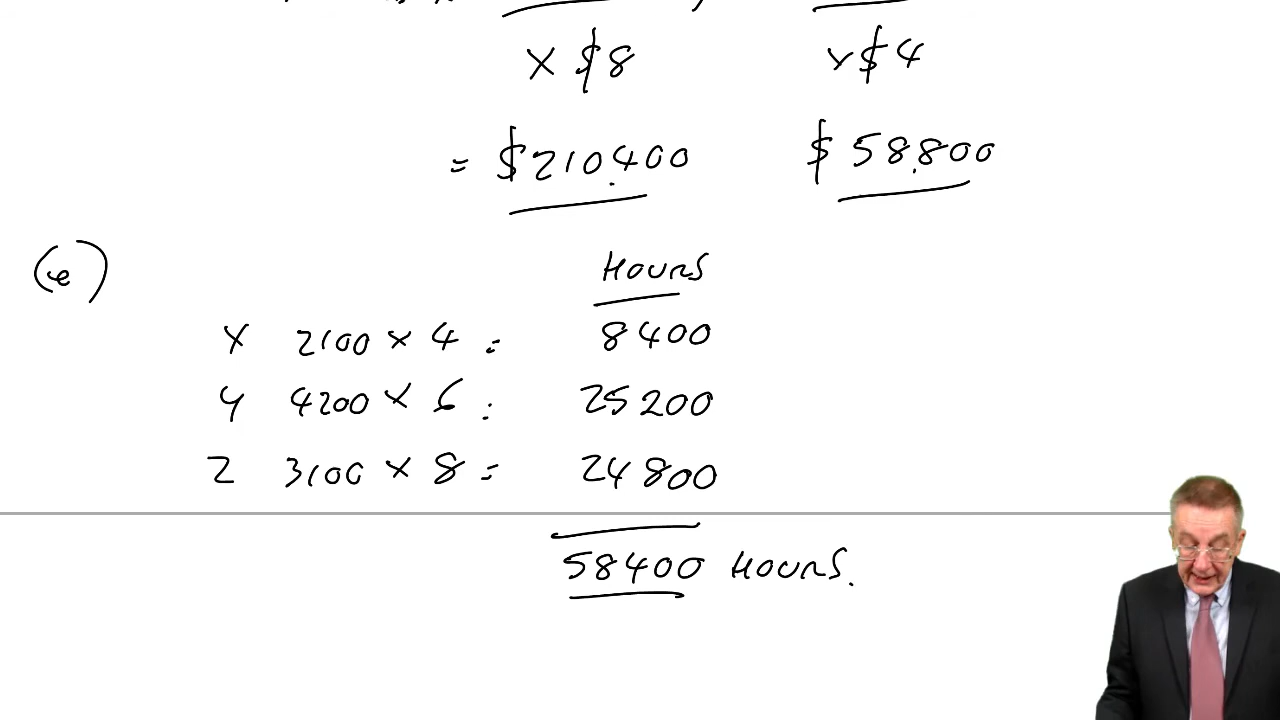 x $8 x $4
= $210.400 $58.800
(e) Hours
X 2100 x 4 = 8400
Y 4200 x 6 : 25200
Z 3100 x 8 = 24800
58400 Hours.